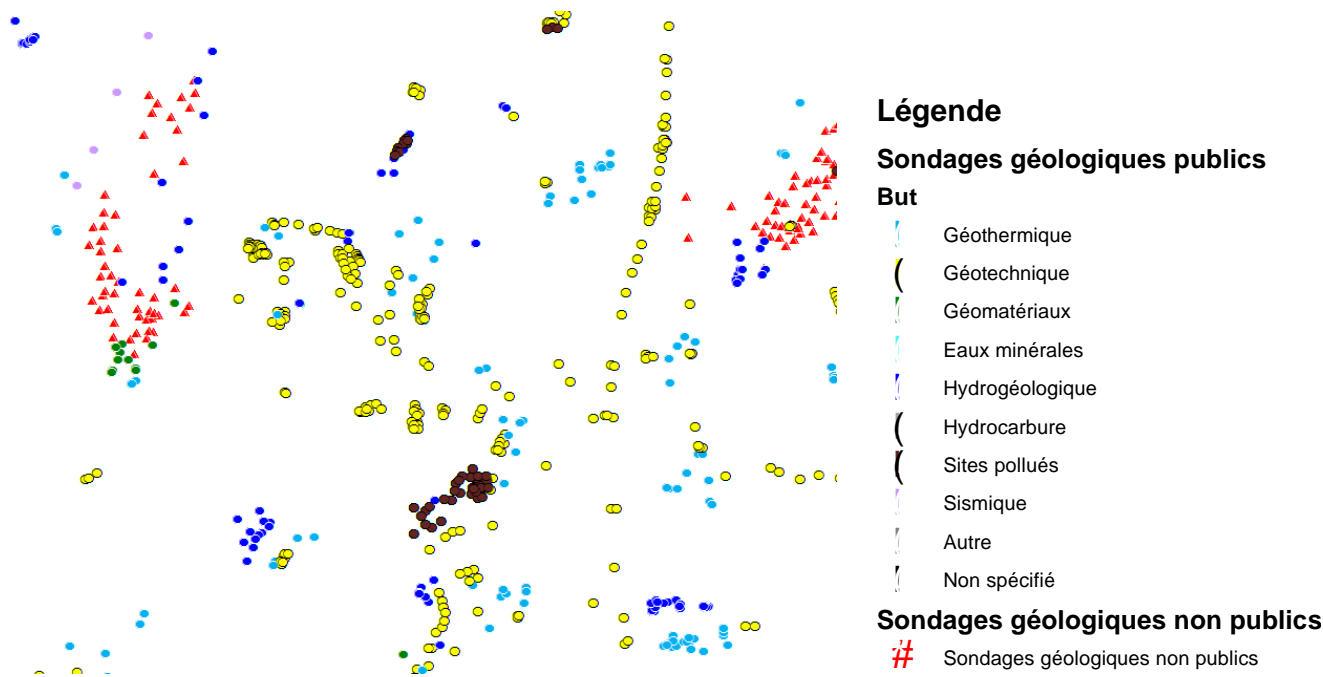 Légende
Sondages géologiques publics
But
Géothermique
( Géotechnique
Géomatériaux
Eaux minérales
Hydrogéologique
( Hydrocarbure
( Sites pollués
Sismique
Autre
Non spécifié
Sondages géologiques non publics
# Sondages géologiques non publics